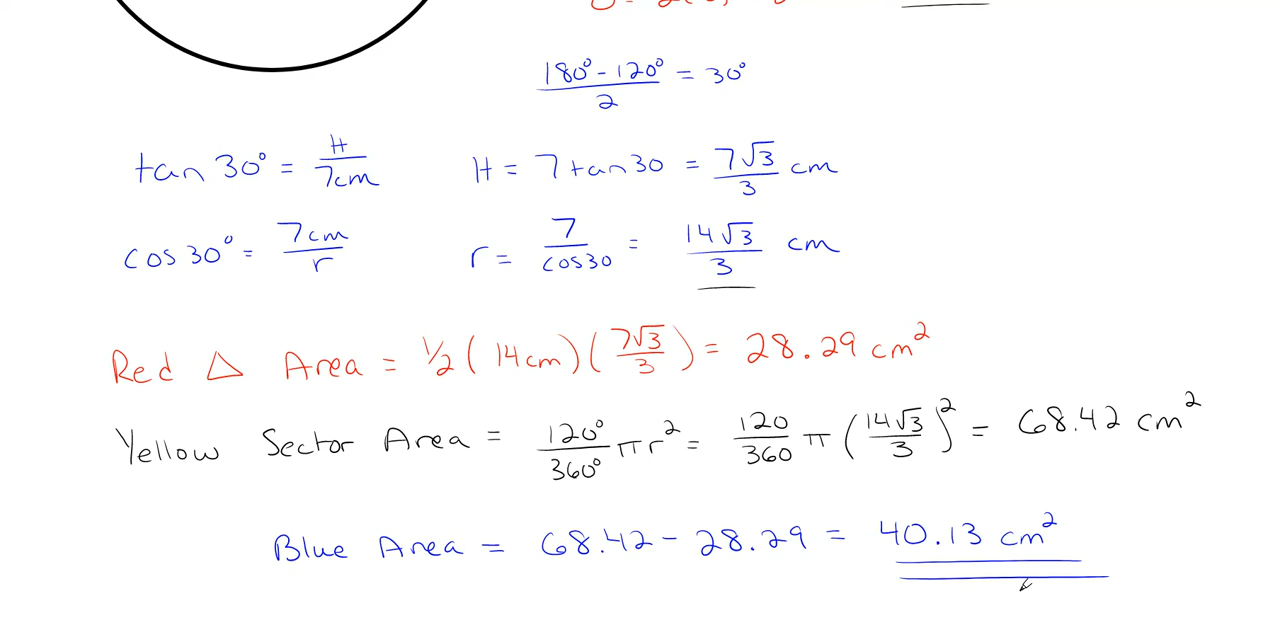 180° - 120° / 2 = 30°
tan 30° = H / 7cm H = 7 tan 30 = 7√3 / 3 cm
cos 30° = 7cm / r r = 7 / cos30 = 14√3 / 3 cm
Red △ Area = 1/2 ( 14cm ) ( 7√3 / 3 ) = 28.29 cm²
Yellow Sector Area = 120° / 360° πr² = 120 / 360 π ( 14√3 / 3 )² = 68.42 cm²
Blue Area = 68.42 - 28.29 = 40.13 cm²